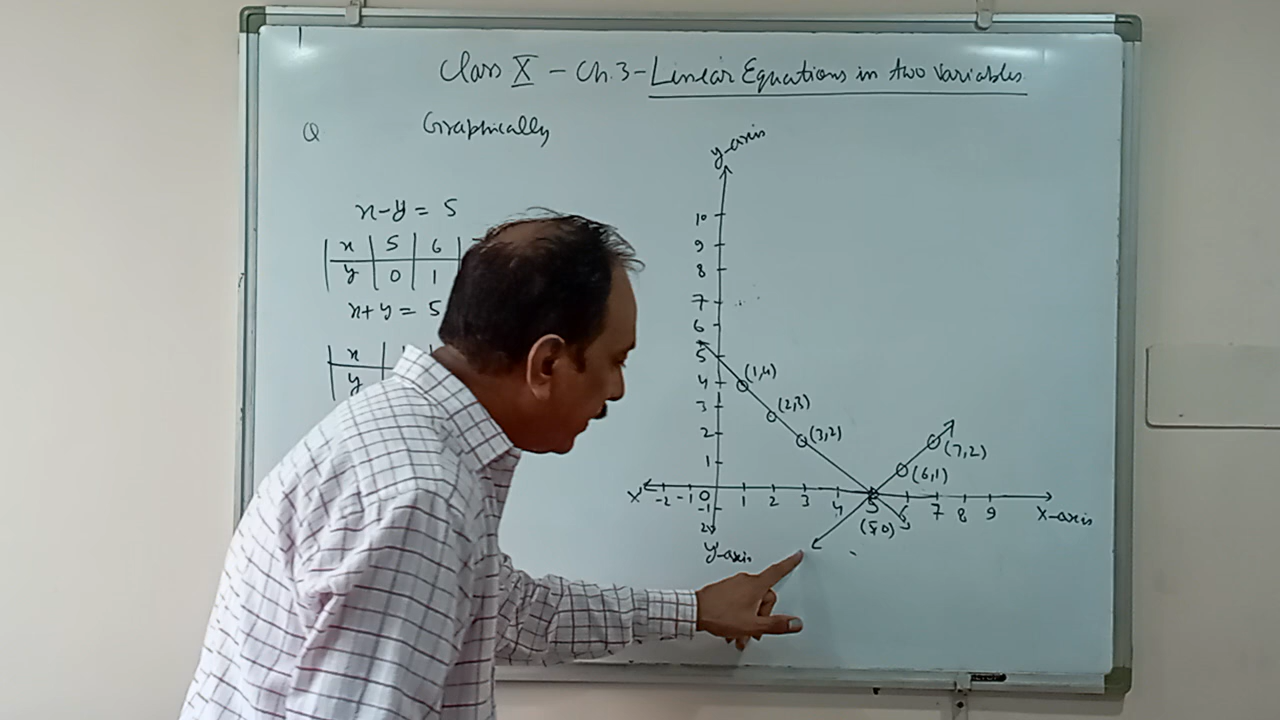 Class X - Ch.3 - Linear Equations in two variables
Q Graphically
x-y = 5
x | 5 | 6
y | 0 | 1
x+y = 5
x
y
y-axis
10
9
8
7
6
5
4 (1,4)
3 (2,3)
2 (3,2) (7,2)
1 (6,1)
X' -2 -1 0 1 2 3 4 5 6 7 8 9 X-axis
-1
(5,0)
y'-axis